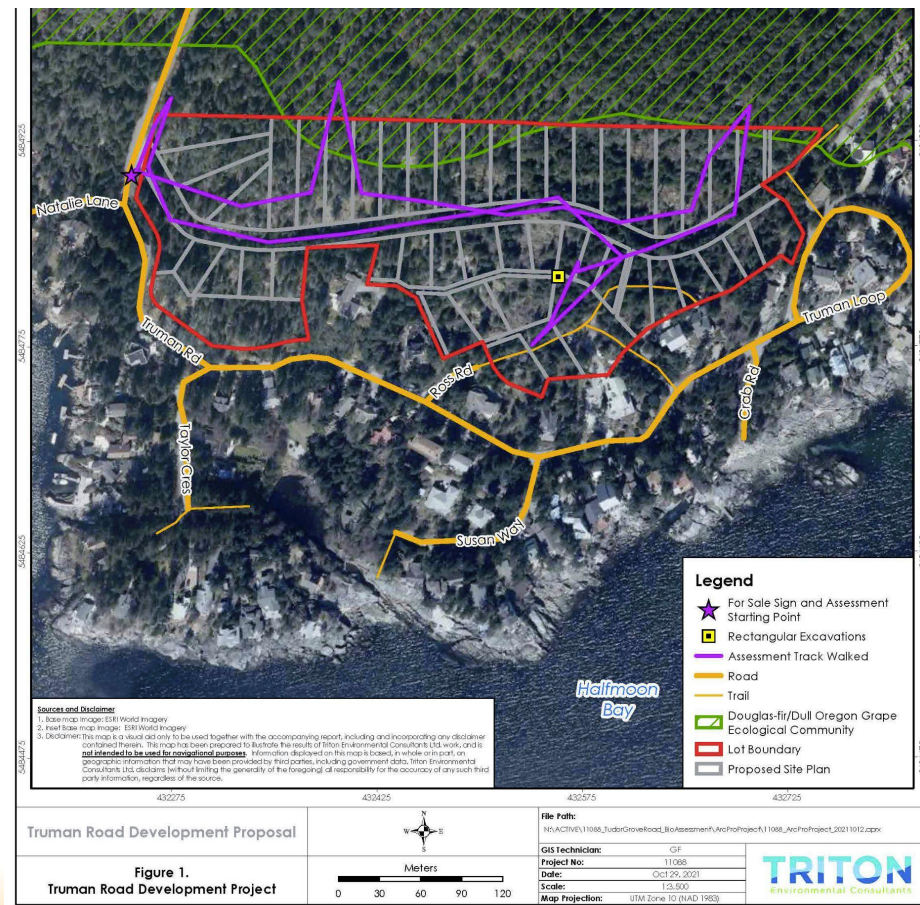 5484925
5484775
5484625
5484475
Natalie Lane
Truman Rd
Taylor Cres
Ross Rd
Susan Way
Crab Rd
Truman Loop
Halfmoon
Bay
Legend
For Sale Sign and Assessment
Starting Point
Rectangular Excavations
Assessment Track Walked
Road
Trail
Douglas-fir/Dull Oregon Grape
Ecological Community
Lot Boundary
Proposed Site Plan
Sources and Disclaimer
1. Base map Image: ESRI World Imagery
2. Inset Base map Image: ESRI World Imagery
3. Disclaimer: This map is a visual aid only to be used together with the accompanying report, including and incorporating any disclaimer
contained therein. This map has been prepared to illustrate the results of Triton Environmental Consultants Ltd. work, and is
not intended to be used for navigational purposes. Information displayed on this map is based, in whole or in part, on
geographic information that may have been provided by third parties, including government data. Triton Environmental
Consultants Ltd. disclaims (without limiting the generality of the foregoing) all responsibility for the accuracy of any such third
party information, regardless of the source.
432275
432425
432575
432725
Truman Road Development Proposal
Figure 1.
Truman Road Development Project
N
W E
S
Meters
0 30 60 90 120
File Path:
N:\ACTIVE\11088_TudorGroveRoad_BioAssessment\ArcProProject\11088_ArcProProject_20211012.aprx
GIS Technician: GF
Project No: 11088
Date: Oct 29, 2021
Scale: 1:3,500
Map Projection: UTM Zone 10 (NAD 1983)
TRITON
Environmental Consultants